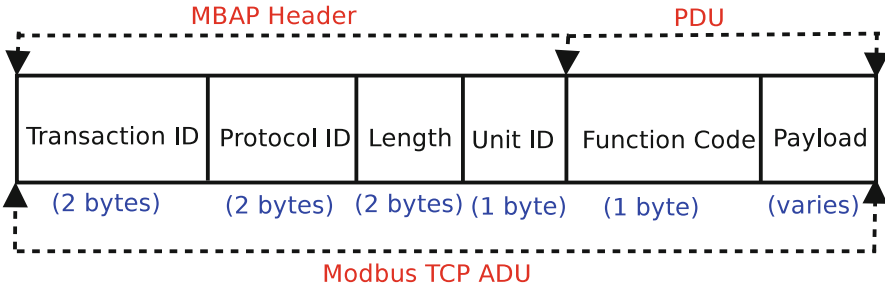 MBAP Header PDU
Transaction ID Protocol ID Length Unit ID Function Code Payload
(2 bytes) (2 bytes) (2 bytes) (1 byte) (1 byte) (varies)
Modbus TCP ADU